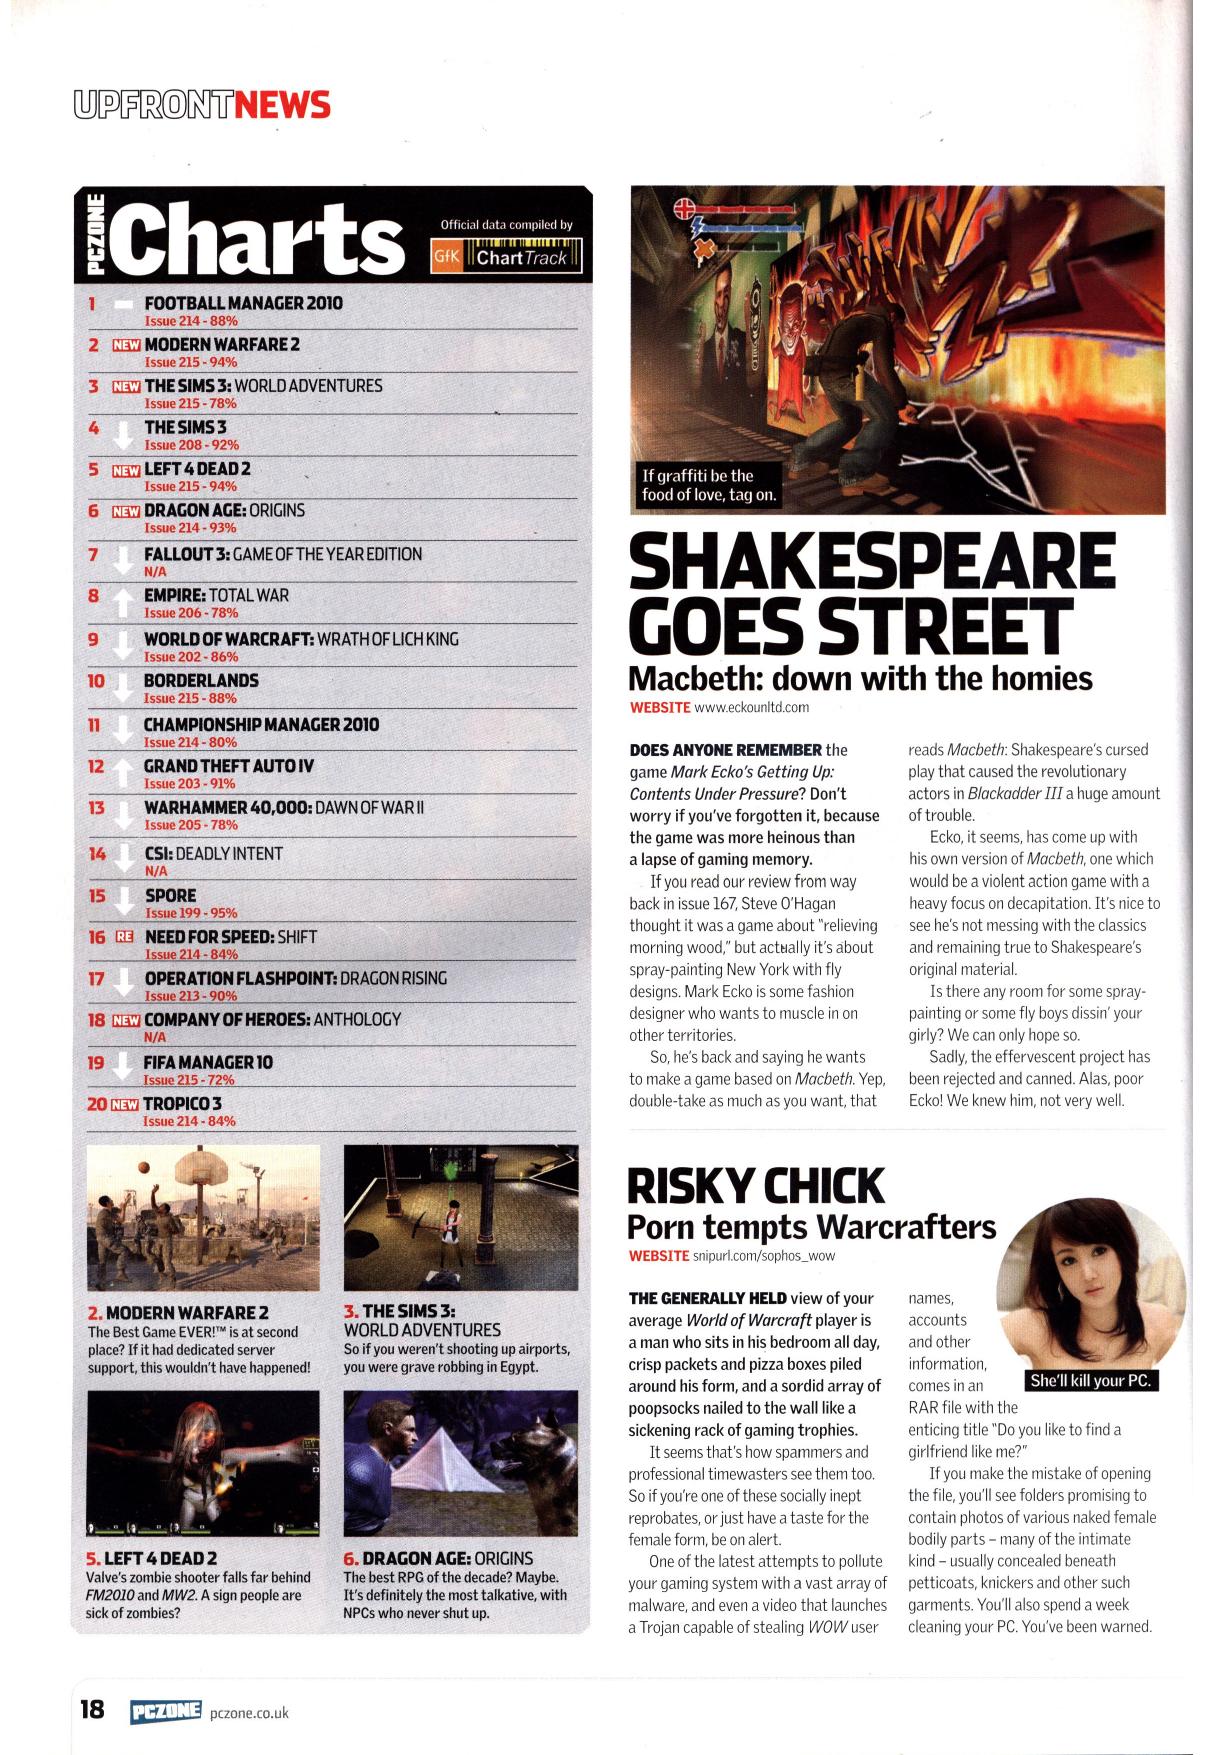 UPFRONTNEWS
PCZONE
Charts
Official data compiled by
GfK ChartTrack
1 FOOTBALL MANAGER 2010
Issue 214 - 88%
2 NEW MODERN WARFARE 2
Issue 215 - 94%
3 NEW THE SIMS 3: WORLD ADVENTURES
Issue 215 - 78%
4 THE SIMS 3
Issue 208 - 92%
5 NEW LEFT 4 DEAD 2
Issue 215 - 94%
6 NEW DRAGON AGE: ORIGINS
Issue 214 - 93%
7 FALLOUT 3: GAME OF THE YEAR EDITION
N/A
8 EMPIRE: TOTAL WAR
Issue 206 - 78%
9 WORLD OF WARCRAFT: WRATH OF LICH KING
Issue 202 - 86%
10 BORDERLANDS
Issue 215 - 88%
11 CHAMPIONSHIP MANAGER 2010
Issue 214 - 80%
12 GRAND THEFT AUTO IV
Issue 203 - 91%
13 WARHAMMER 40,000: DAWN OF WAR II
Issue 205 - 78%
14 CSI: DEADLY INTENT
N/A
15 SPORE
Issue 199 - 95%
16 RE NEED FOR SPEED: SHIFT
Issue 214 - 84%
17 OPERATION FLASHPOINT: DRAGON RISING
Issue 213 - 90%
18 NEW COMPANY OF HEROES: ANTHOLOGY
N/A
19 FIFA MANAGER 10
Issue 215 - 72%
20 NEW TROPICO 3
Issue 214 - 84%
2. MODERN WARFARE 2
The Best Game EVER!™ is at second
place? If it had dedicated server
support, this wouldn't have happened!
3. THE SIMS 3:
WORLD ADVENTURES
So if you weren't shooting up airports,
you were grave robbing in Egypt.
5. LEFT 4 DEAD 2
Valve's zombie shooter falls far behind
FM2010 and MW2. A sign people are
sick of zombies?
6. DRAGON AGE: ORIGINS
The best RPG of the decade? Maybe.
It's definitely the most talkative, with
NPCs who never shut up.
If graffiti be the
food of love, tag on.
SHAKESPEARE
GOES STREET
Macbeth: down with the homies
WEBSITE www.eckounltd.com
DOES ANYONE REMEMBER the
game Mark Ecko's Getting Up:
Contents Under Pressure? Don't
worry if you've forgotten it, because
the game was more heinous than
a lapse of gaming memory.
If you read our review from way
back in issue 167, Steve O'Hagan
thought it was a game about "relieving
morning wood," but actually it's about
spray-painting New York with fly
designs. Mark Ecko is some fashion
designer who wants to muscle in on
other territories.
So, he's back and saying he wants
to make a game based on Macbeth. Yep,
double-take as much as you want, that
reads Macbeth: Shakespeare's cursed
play that caused the revolutionary
actors in Blackadder III a huge amount
of trouble.
Ecko, it seems, has come up with
his own version of Macbeth, one which
would be a violent action game with a
heavy focus on decapitation. It's nice to
see he's not messing with the classics
and remaining true to Shakespeare's
original material.
Is there any room for some spray-
painting or some fly boys dissin' your
girly? We can only hope so.
Sadly, the effervescent project has
been rejected and canned. Alas, poor
Ecko! We knew him, not very well.
RISKY CHICK
Porn tempts Warcrafters
WEBSITE snipurl.com/sophos_wow
THE GENERALLY HELD view of your
average World of Warcraft player is
a man who sits in his bedroom all day,
crisp packets and pizza boxes piled
around his form, and a sordid array of
poopsocks nailed to the wall like a
sickening rack of gaming trophies.
It seems that's how spammers and
professional timewasters see them too.
So if you're one of these socially inept
reprobates, or just have a taste for the
female form, be on alert.
One of the latest attempts to pollute
your gaming system with a vast array of
malware, and even a video that launches
a Trojan capable of stealing WOW user
names,
accounts
and other
information,
comes in an
RAR file with the
enticing title "Do you like to find a
girlfriend like me?"
If you make the mistake of opening
the file, you'll see folders promising to
contain photos of various naked female
bodily parts – many of the intimate
kind – usually concealed beneath
petticoats, knickers and other such
garments. You'll also spend a week
cleaning your PC. You've been warned.
She'll kill your PC.
18 PCZONE pczone.co.uk